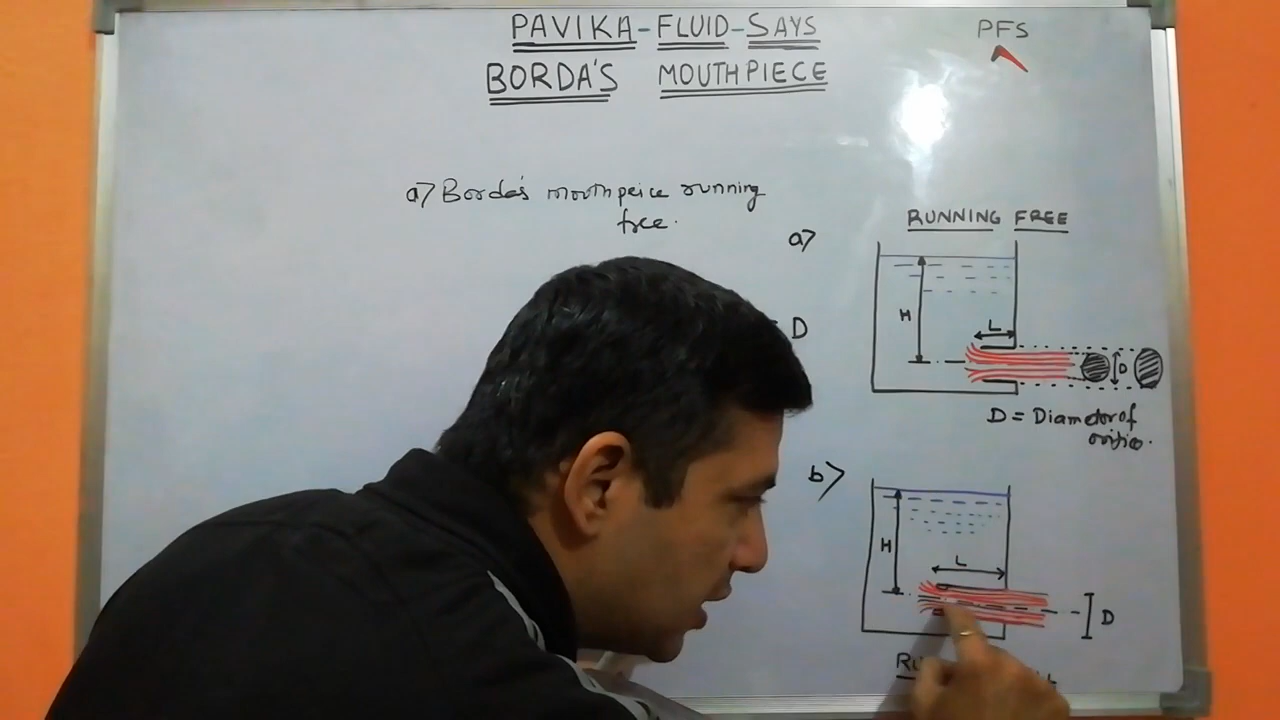 PAVIKA-FLUID-SAYS
BORDA'S MOUTHPIECE
PFS
a) Borda's mouthpeice running
free.
D
a)
RUNNING FREE
H
L
D
D = Diameter of
orifice.
b)
H
L
D